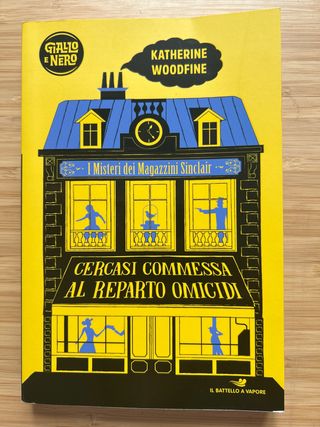 GIALLO
E NERO
KATHERINE
WOODFINE
I Misteri dei Magazzini Sinclair
CERCASI COMMESSA
AL REPARTO OMICIDI
IL BATTELLO A VAPORE